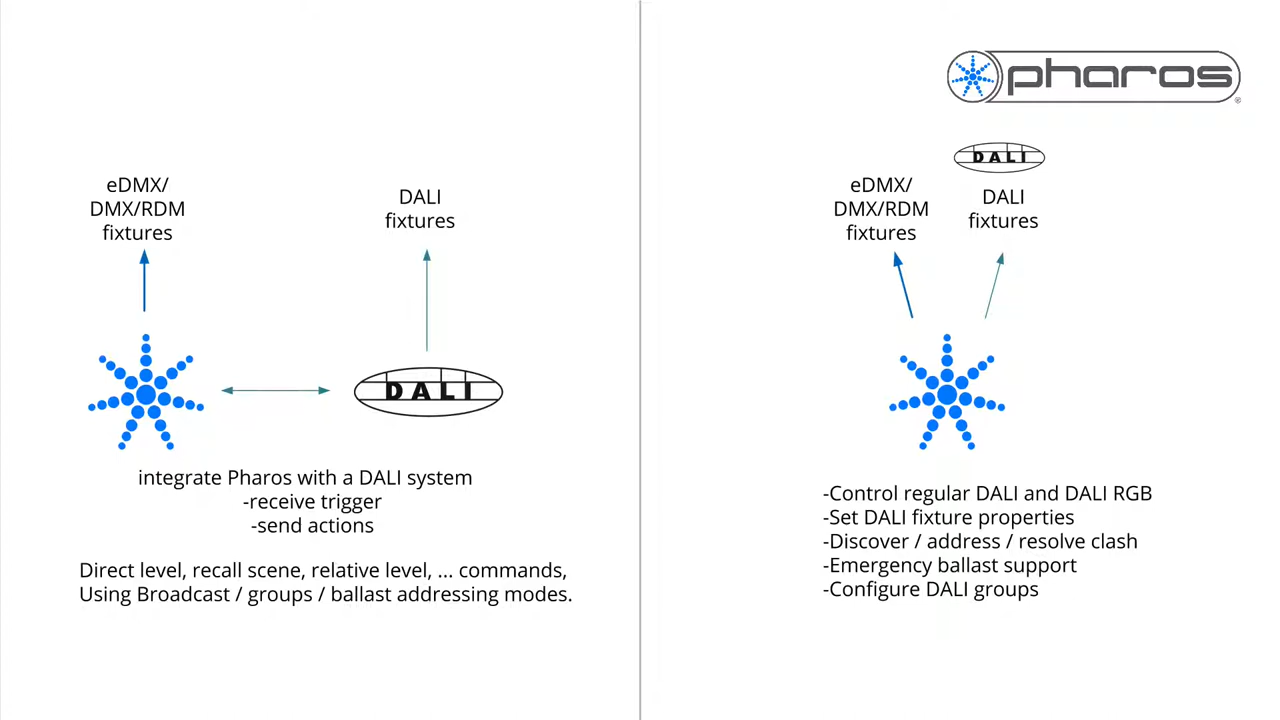 eDMX/
DMX/RDM
fixtures
DALI
fixtures
DALI
integrate Pharos with a DALI system
-receive trigger
-send actions
Direct level, recall scene, relative level, ... commands,
Using Broadcast / groups / ballast addressing modes.
pharos®
DALI
eDMX/
DMX/RDM
fixtures
DALI
fixtures
-Control regular DALI and DALI RGB
-Set DALI fixture properties
-Discover / address / resolve clash
-Emergency ballast support
-Configure DALI groups